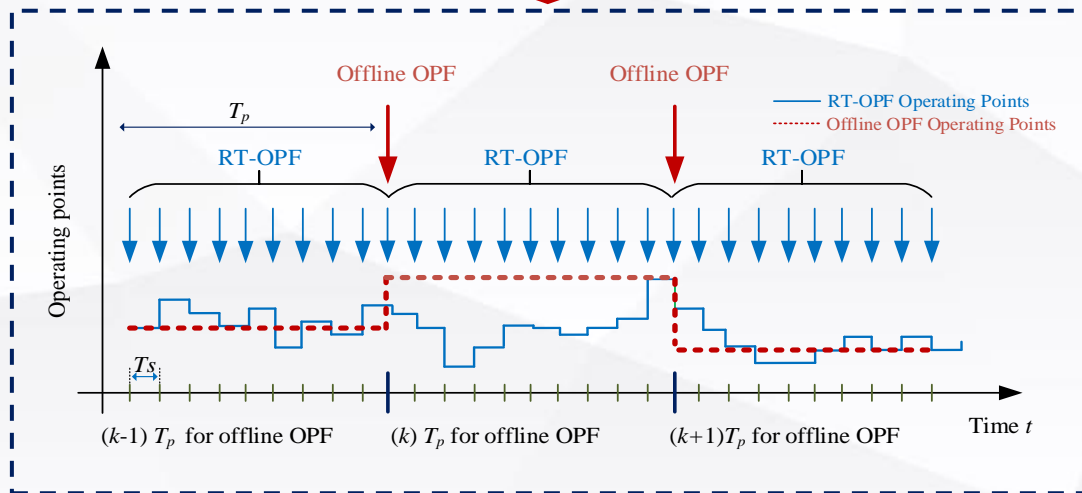 Offline OPF
Offline OPF
RT-OPF Operating Points
Offline OPF Operating Points
Tp
RT-OPF
RT-OPF
RT-OPF
Operating points
Ts
(k-1) Tp for offline OPF
(k) Tp for offline OPF
(k+1)Tp for offline OPF
Time t